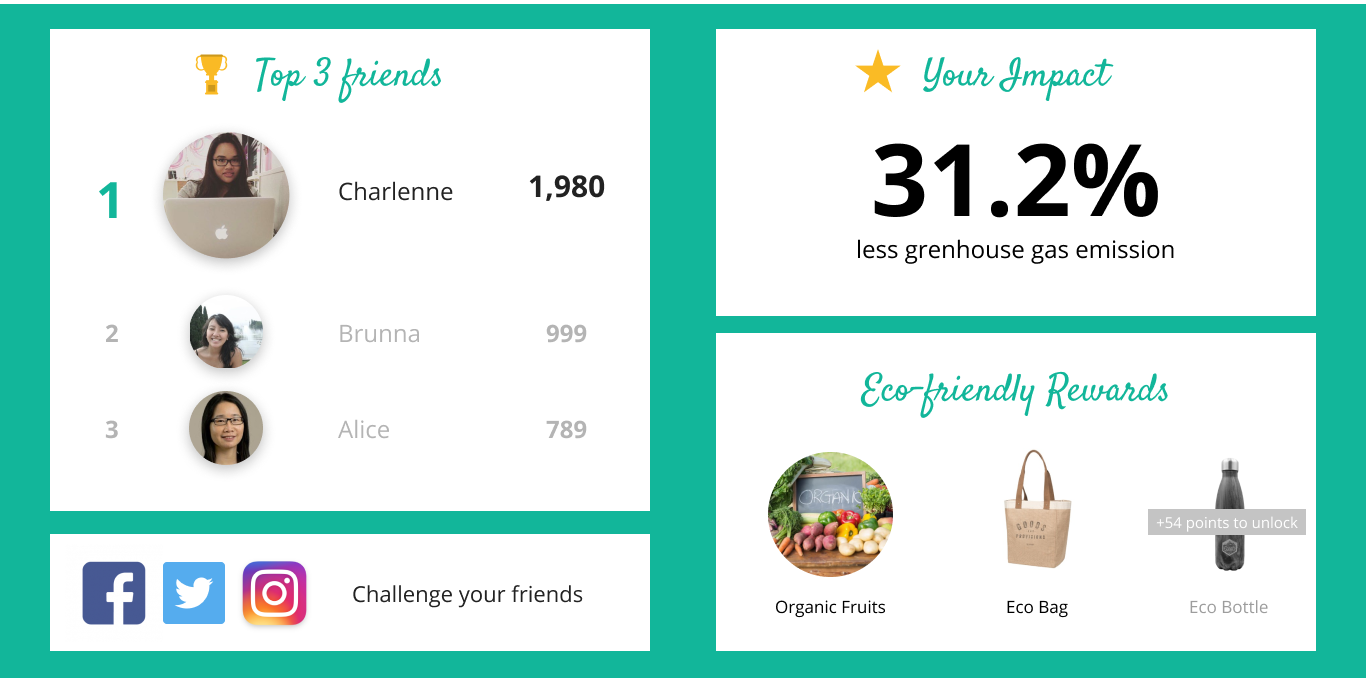 Top 3 friends
1
Charlenne
1,980
2
Brunna
999
3
Alice
789
Challenge your friends
Your Impact
31.2%
less grenhouse gas emission
Eco-friendly Rewards
ORGANIC
GOODS
PROVISIONS
+54 points to unlock
Organic Fruits
Eco Bag
Eco Bottle